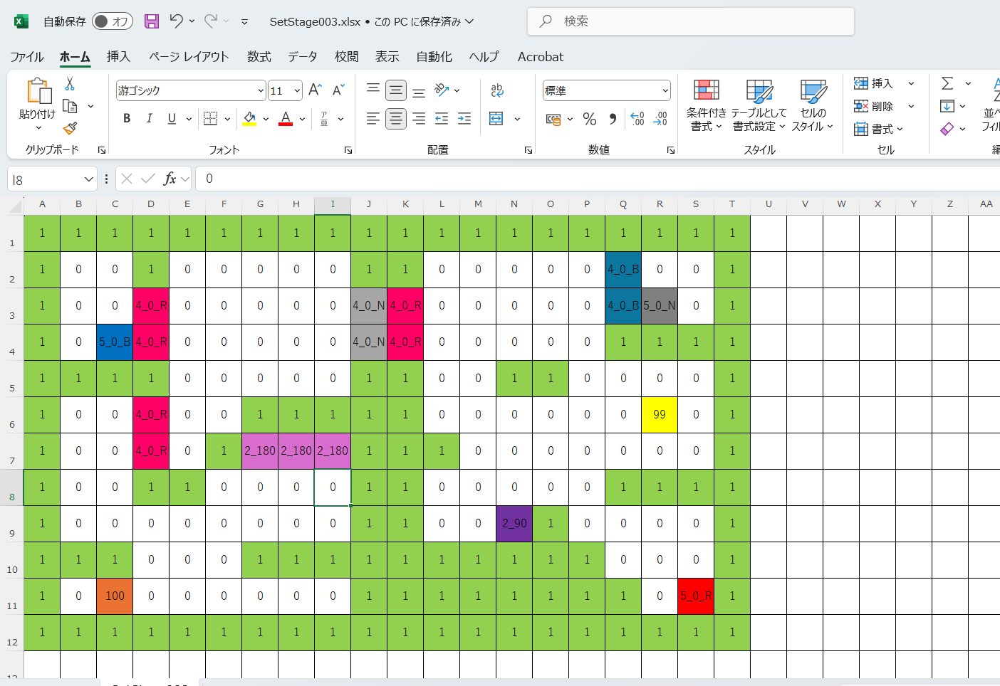 自動保存 オフ SetStage003.xlsx • この PC に保存済み 検索
ファイル ホーム 挿入 ページ レイアウト 数式 データ 校閲 表示 自動化 ヘルプ Acrobat
貼り付け 游ゴシック 11 A A ab 標準 条件付き テーブルとして セルの 挿入 Σ
書式 書式設定 スタイル 削除
B I U A ア亜 % 書式
クリップボード フォント 配置 数値 スタイル セル
I8 fx 0
A B C D E F G H I J K L M N O P Q R S T U V W X Y Z AA
1 1 1 1 1 1 1 1 1 1 1 1 1 1 1 1 1 1 1 1 1
2 1 0 0 1 0 0 0 0 0 1 1 0 0 0 0 0 4_0_B 0 0 1
3 1 0 0 4_0_R 0 0 0 0 0 4_0_N 4_0_R 0 0 0 0 0 4_0_B 5_0_N 0 1
4 1 0 5_0_B 4_0_R 0 0 0 0 0 4_0_N 4_0_R 0 0 0 0 0 1 1 1 1
5 1 1 1 1 0 0 0 0 0 1 1 0 0 1 1 0 0 0 0 1
6 1 0 0 4_0_R 0 0 1 1 1 1 1 0 0 0 0 0 0 99 0 1
7 1 0 0 4_0_R 0 1 2_180 2_180 2_180 1 1 1 0 0 0 0 0 0 0 1
8 1 0 0 1 1 0 0 0 0 1 1 0 0 0 0 0 1 1 1 1
9 1 0 0 0 0 0 0 0 0 1 1 0 0 2_90 1 0 0 0 0 1
10 1 1 1 0 0 0 1 1 1 1 1 1 1 1 1 1 0 0 0 1
11 1 0 100 0 0 0 0 0 0 1 1 1 1 1 1 1 1 0 5_0_R 1
12 1 1 1 1 1 1 1 1 1 1 1 1 1 1 1 1 1 1 1 1